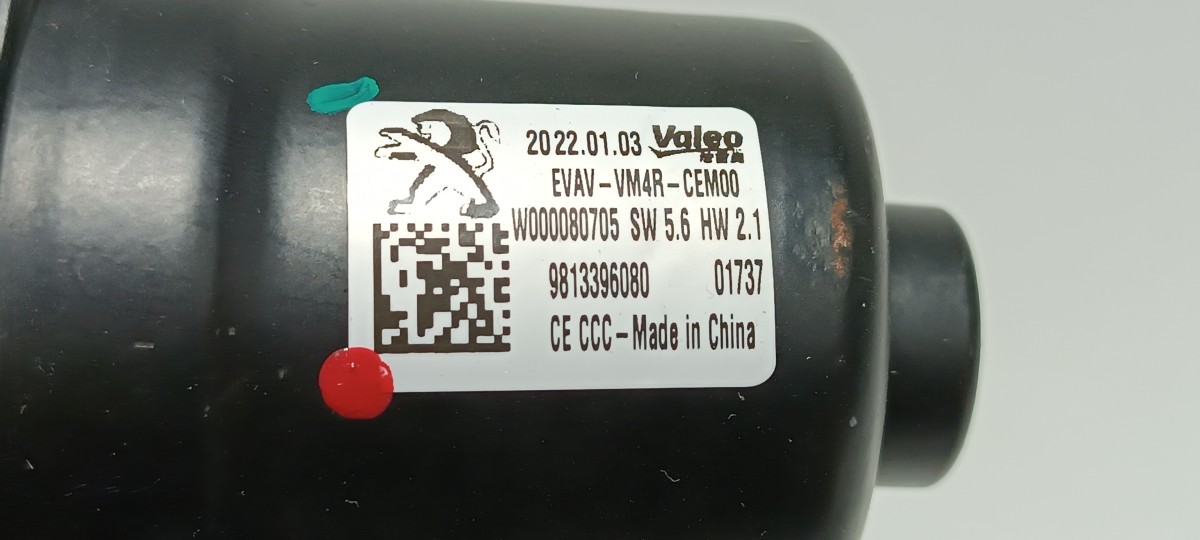 2022.01.03 Valeo
EVAV-VM4R-CEM00
W000080705 SW 5.6 HW 2.1
9813396080 01737
CE CCC-Made in China